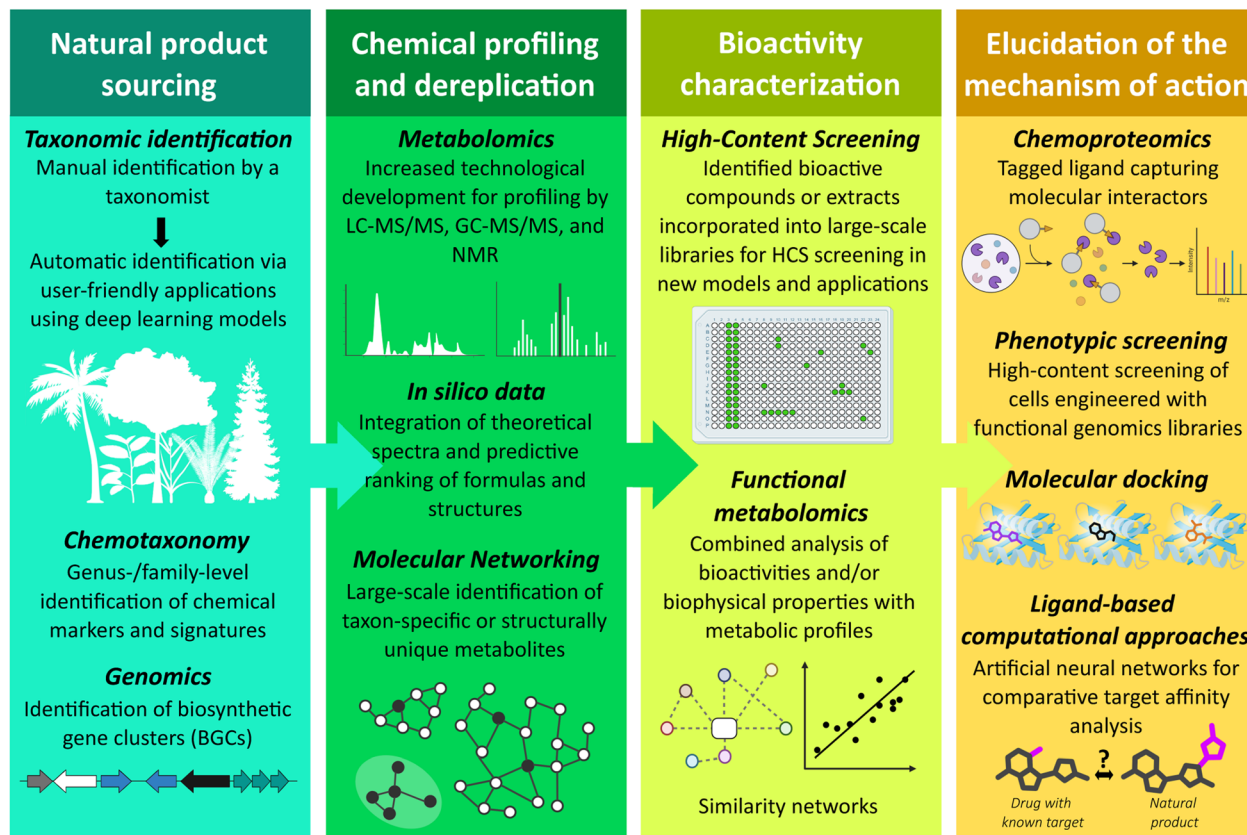 Natural product
sourcing
Taxonomic identification
Manual identification by a
taxonomist
Automatic identification via
user-friendly applications
using deep learning models
Chemotaxonomy
Genus-/family-level
identification of chemical
markers and signatures
Genomics
Identification of biosynthetic
gene clusters (BGCs)
Chemical profiling
and dereplication
Metabolomics
Increased technological
development for profiling by
LC-MS/MS, GC-MS/MS, and
NMR
In silico data
Integration of theoretical
spectra and predictive
ranking of formulas and
structures
Molecular Networking
Large-scale identification of
taxon-specific or structurally
unique metabolites
Bioactivity
characterization
High-Content Screening
Identified bioactive
compounds or extracts
incorporated into large-scale
libraries for HCS screening in
new models and applications
Functional
metabolomics
Combined analysis of
bioactivities and/or
biophysical properties with
metabolic profiles
Similarity networks
Elucidation of the
mechanism of action
Chemoproteomics
Tagged ligand capturing
molecular interactors
Intensity
m/z
Phenotypic screening
High-content screening of
cells engineered with
functional genomics libraries
Molecular docking
Ligand-based
computational approaches
Artificial neural networks for
comparative target affinity
analysis
?
Drug with
known target
Natural
product